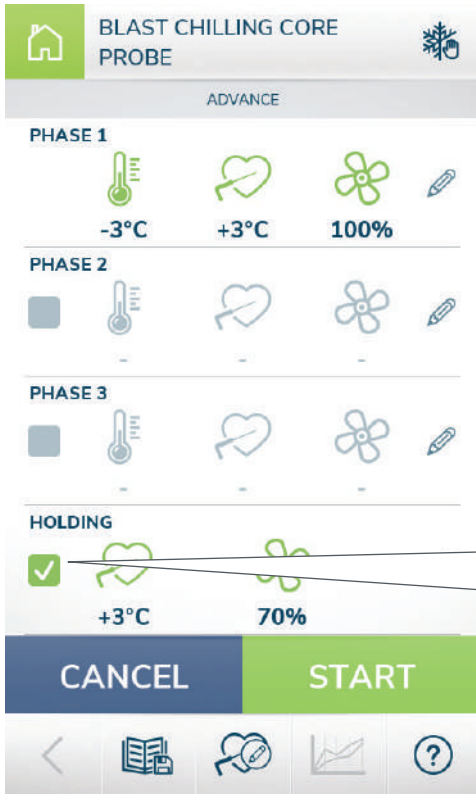 BLAST CHILLING CORE
PROBE
ADVANCE
PHASE 1
-3°C +3°C 100%
PHASE 2
- - -
PHASE 3
- - -
HOLDING
+3°C 70%
CANCEL START
?